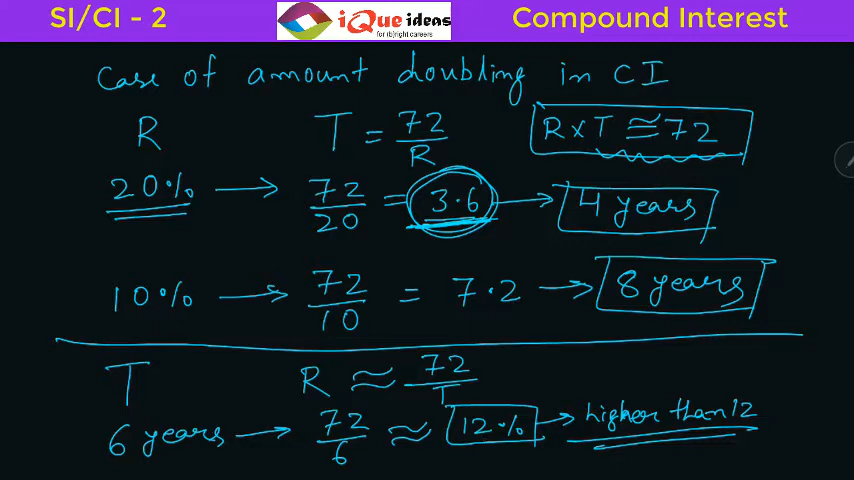 SI/CI - 2
iQue ideas
for (b)right careers
Compound Interest
Case of amount doubling in CI
R T = 72/R R x T ≅ 72
20% → 72/20 = 3.6 → 4 years
10% → 72/10 = 7.2 → 8 years
T R ≈ 72/T
6 years → 72/6 ≈ 12% → higher than 12